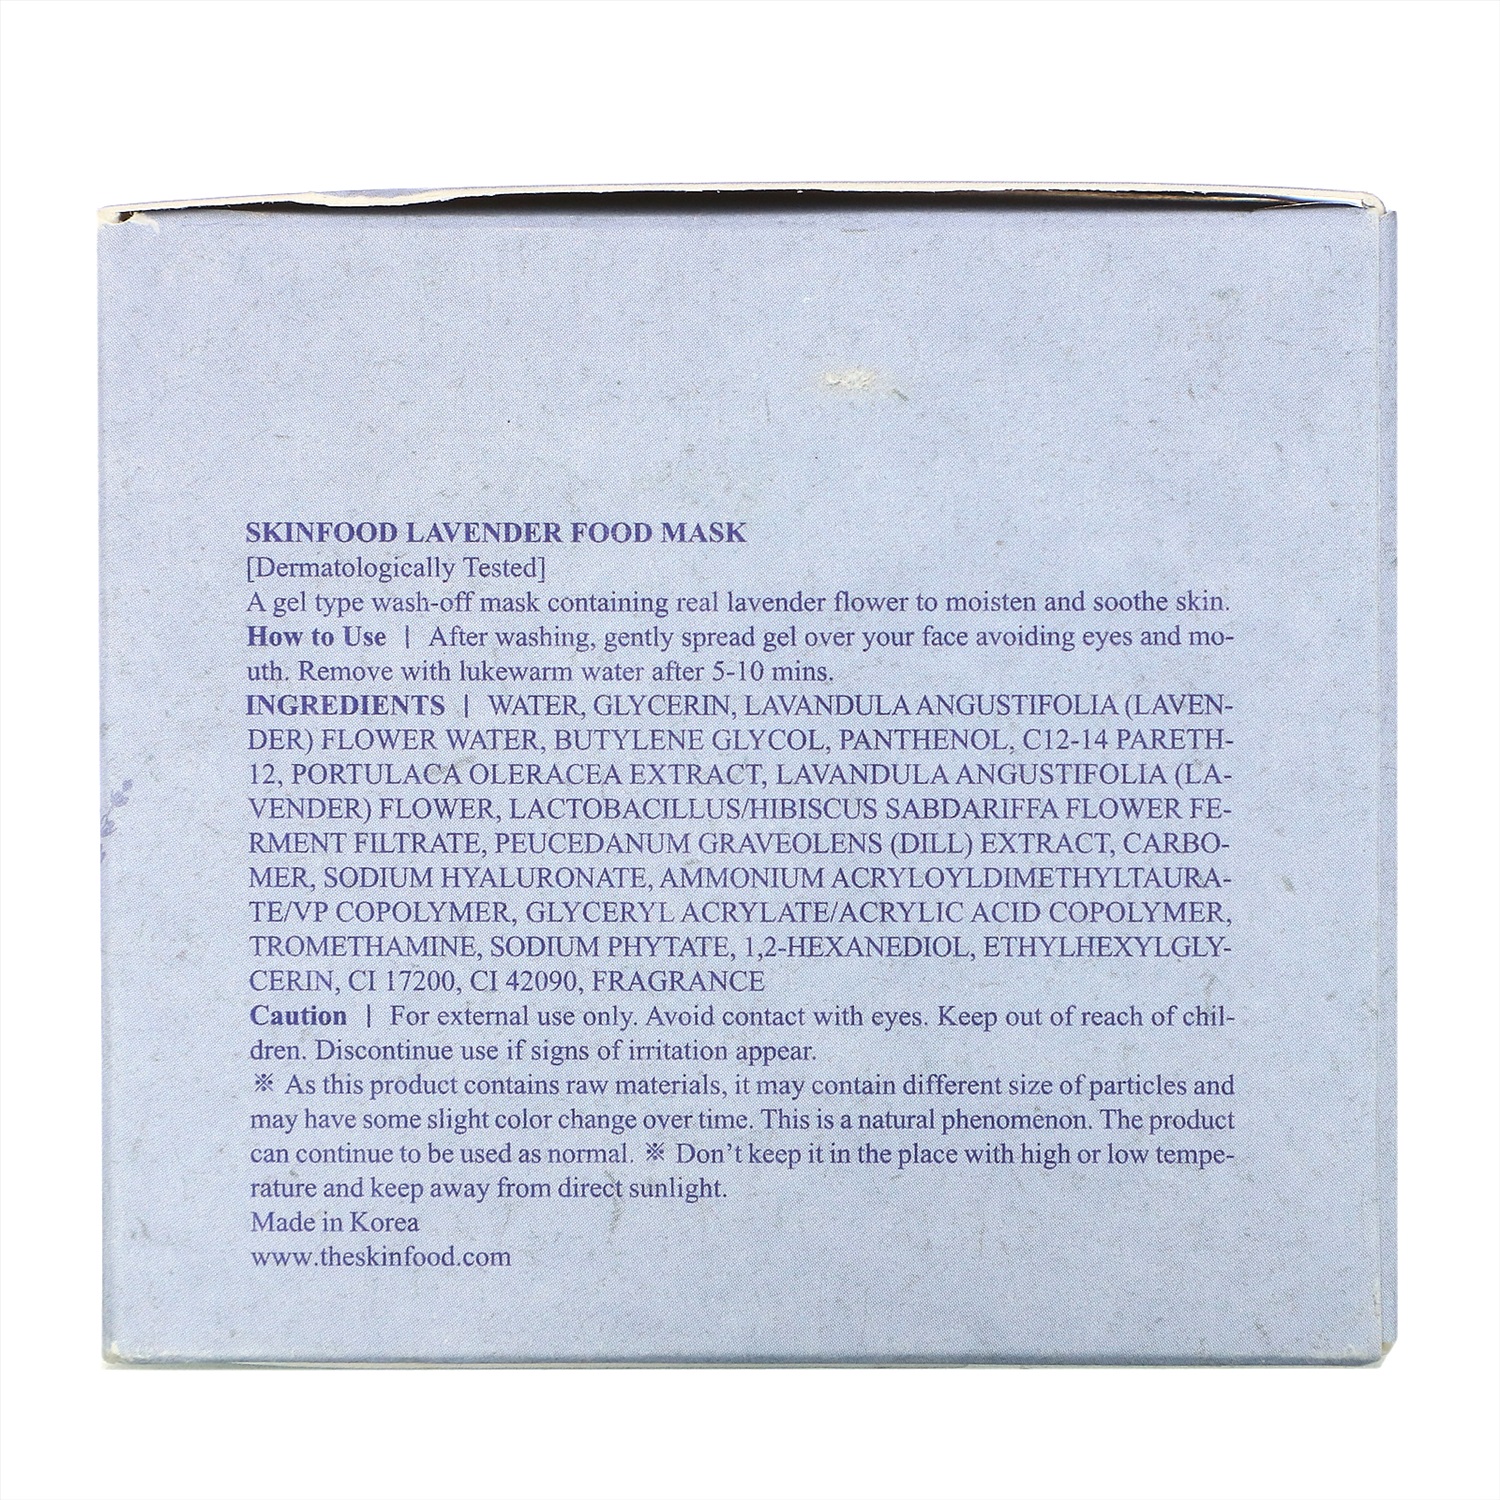 SKINFOOD LAVENDER FOOD MASK
[Dermatologically Tested]
A gel type wash-off mask containing real lavender flower to moisten and soothe skin.
How to Use | After washing, gently spread gel over your face avoiding eyes and mo-
uth. Remove with lukewarm water after 5-10 mins.
INGREDIENTS | WATER, GLYCERIN, LAVANDULA ANGUSTIFOLIA (LAVEN-
DER) FLOWER WATER, BUTYLENE GLYCOL, PANTHENOL, C12-14 PARETH-
12, PORTULACA OLERACEA EXTRACT, LAVANDULA ANGUSTIFOLIA (LA-
VENDER) FLOWER, LACTOBACILLUS/HIBISCUS SABDARIFFA FLOWER FE-
RMENT FILTRATE, PEUCEDANUM GRAVEOLENS (DILL) EXTRACT, CARBO-
MER, SODIUM HYALURONATE, AMMONIUM ACRYLOYLDIMETHYLTAURA-
TE/VP COPOLYMER, GLYCERYL ACRYLATE/ACRYLIC ACID COPOLYMER,
TROMETHAMINE, SODIUM PHYTATE, 1,2-HEXANEDIOL, ETHYLHEXYLGLY-
CERIN, CI 17200, CI 42090, FRAGRANCE
Caution | For external use only. Avoid contact with eyes. Keep out of reach of chil-
dren. Discontinue use if signs of irritation appear.
※ As this product contains raw materials, it may contain different size of particles and
may have some slight color change over time. This is a natural phenomenon. The product
can continue to be used as normal. ※ Don't keep it in the place with high or low tempe-
rature and keep away from direct sunlight.
Made in Korea
www.theskinfood.com